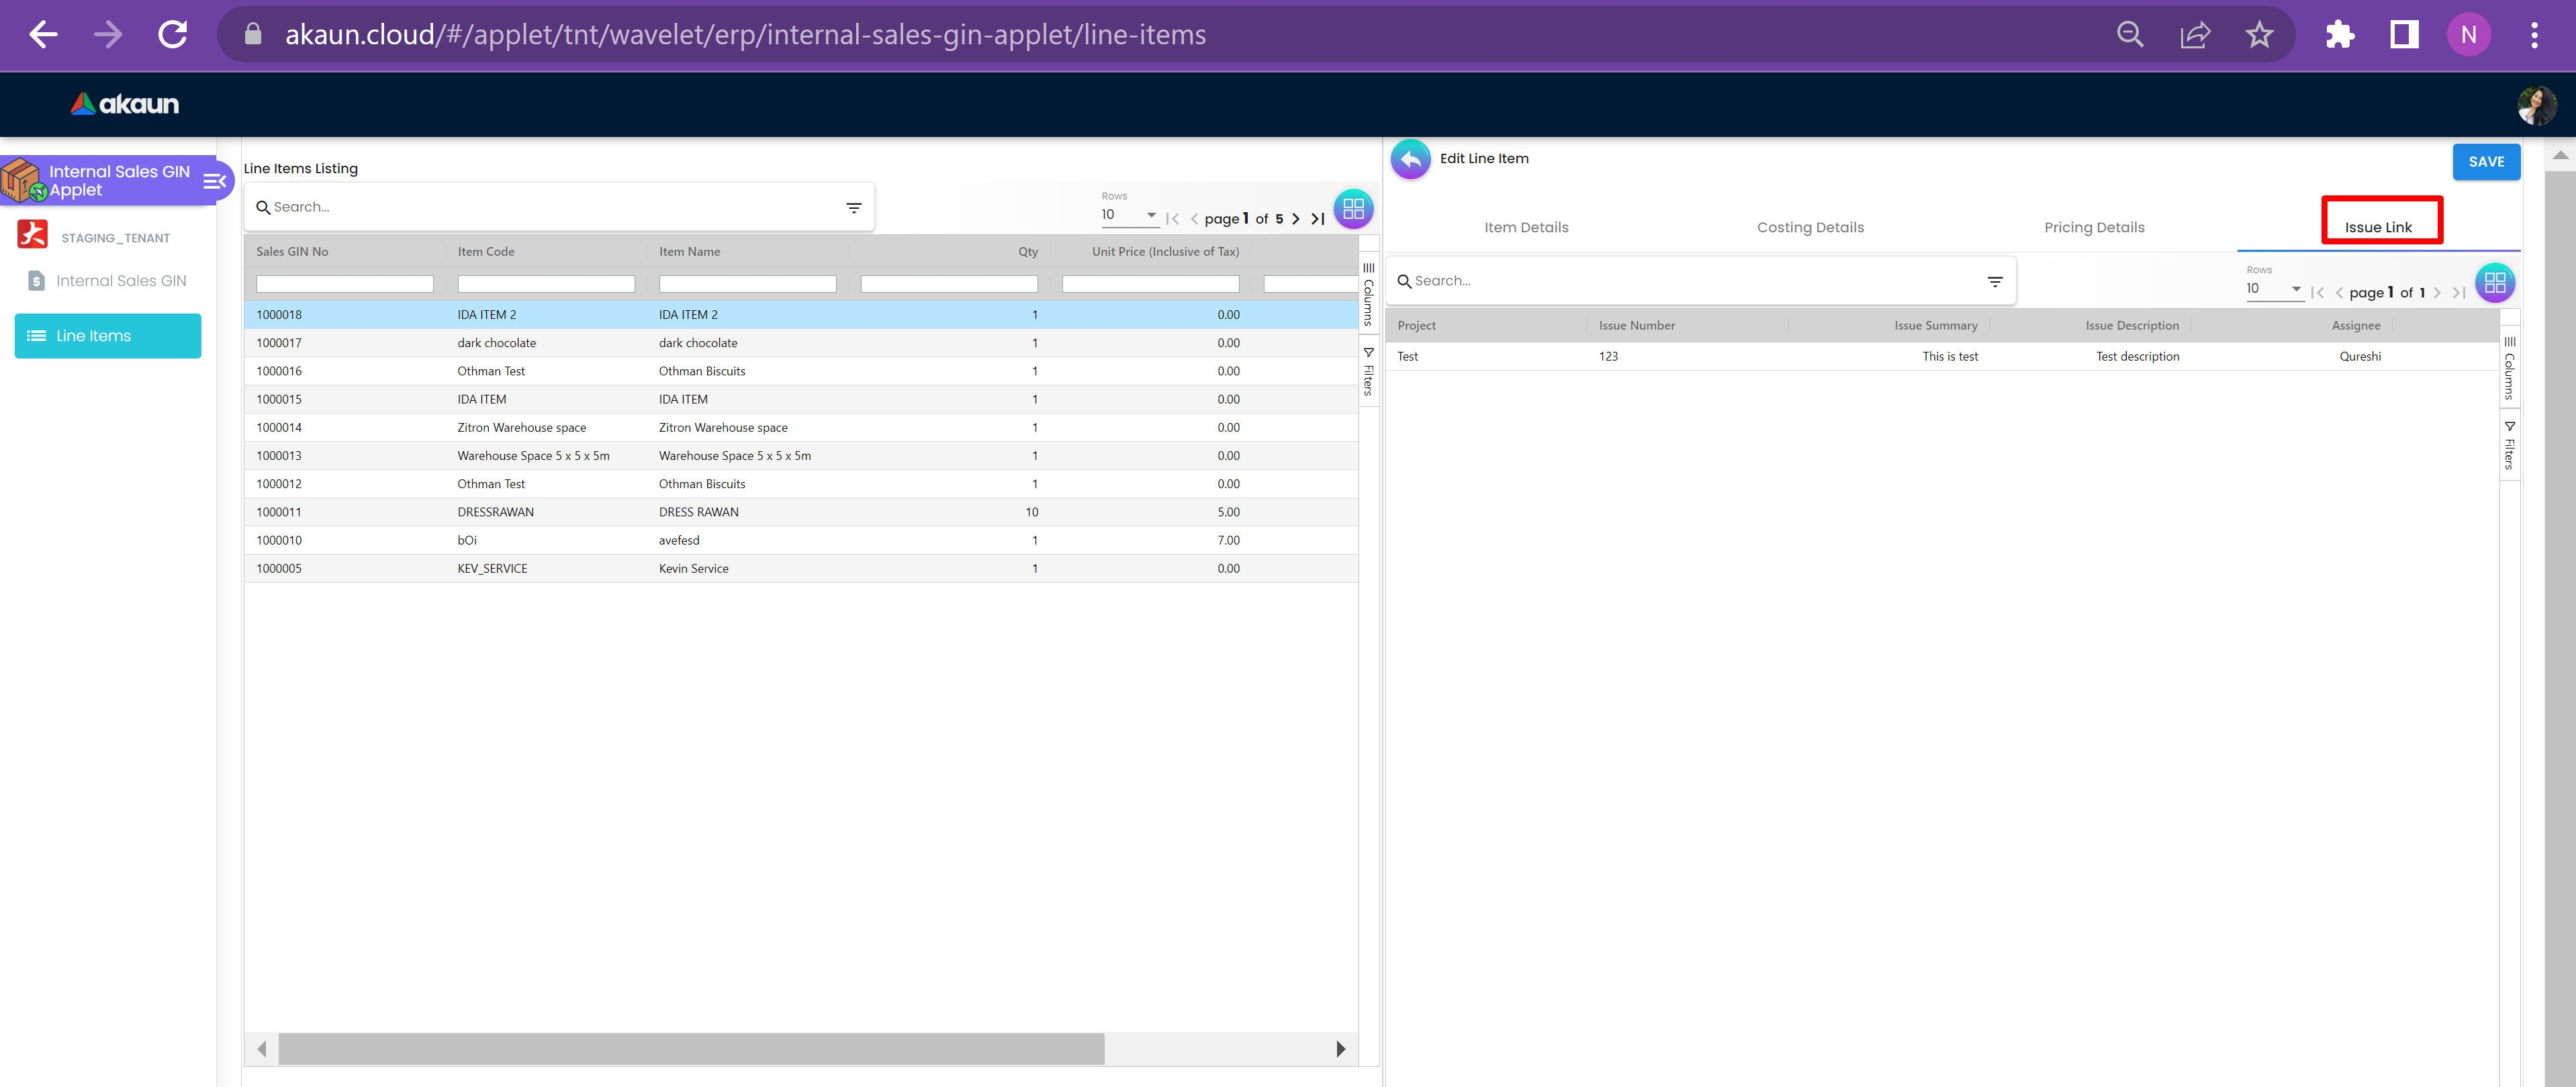 akaun.cloud/#/applet/tnt/wavelet/erp/internal-sales-gin-applet/line-items
N
akaun
Internal Sales GIN Applet
STAGING_TENANT
Internal Sales GIN
Line Items
Line Items Listing
Search...
Rows
10
page 1 of 5
Sales GIN No Item Code Item Name Qty Unit Price (Inclusive of Tax)
1000018 IDA ITEM 2 IDA ITEM 2 1 0.00
1000017 dark chocolate dark chocolate 1 0.00
1000016 Othman Test Othman Biscuits 1 0.00
1000015 IDA ITEM IDA ITEM 1 0.00
1000014 Zitron Warehouse space Zitron Warehouse space 1 0.00
1000013 Warehouse Space 5 x 5 x 5m Warehouse Space 5 x 5 x 5m 1 0.00
1000012 Othman Test Othman Biscuits 1 0.00
1000011 DRESSRAWAN DRESS RAWAN 10 5.00
1000010 bOi avefesd 1 7.00
1000005 KEV_SERVICE Kevin Service 1 0.00
Columns
Filters
Edit Line Item
SAVE
Item Details Costing Details Pricing Details Issue Link
Search...
Rows
10
page 1 of 1
Project Issue Number Issue Summary Issue Description Assignee
Test 123 This is test Test description Qureshi
Columns
Filters